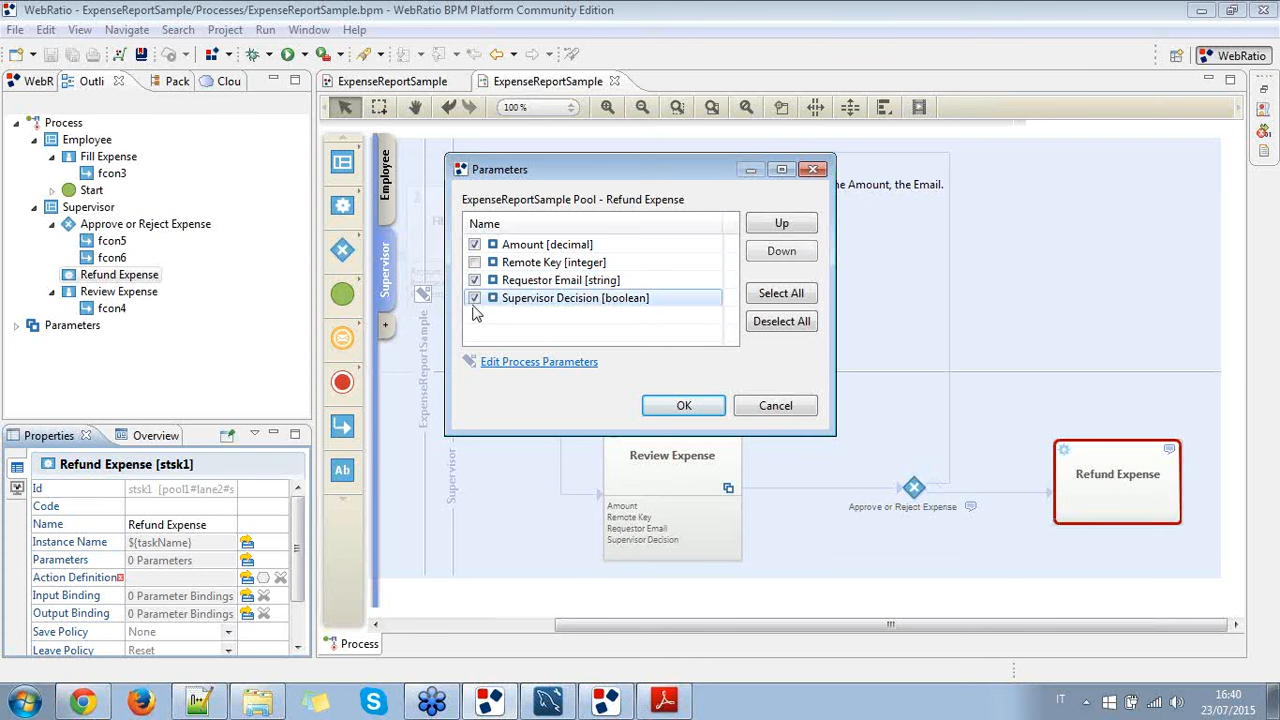 WebRatio - ExpenseReportSample/Processes/ExpenseReportSample.bpm - WebRatio BPM Platform Community Edition
File Edit View Navigate Search Project Run Window Help
100 %
WebRatio
WebR Outli Pack Clou
ExpenseReportSample ExpenseReportSample
Process
Employee
Fill Expense
fcon3
Start
Supervisor
Approve or Reject Expense
fcon5
fcon6
Refund Expense
Review Expense
fcon4
Parameters
Employee
Supervisor
+
Ab
ExpenseReportSample
Supervisor
ne Amount, the Email.
Parameters
ExpenseReportSample Pool - Refund Expense
Name
Amount [decimal]
Remote Key [integer]
Requestor Email [string]
Supervisor Decision [boolean]
Up
Down
Select All
Deselect All
Edit Process Parameters
OK Cancel
Review Expense
Amount
Remote Key
Requestor Email
Supervisor Decision
Approve or Reject Expense
Refund Expense
Properties Overview
Refund Expense [stsk1]
Id stsk1 [pool1#lane2#s
Code
Name Refund Expense
Instance Name ${taskName}
Parameters 0 Parameters
Action Definition
Input Binding 0 Parameter Bindings
Output Binding 0 Parameter Bindings
Save Policy None
Leave Policy Reset
Process
IT
16:40
23/07/2015